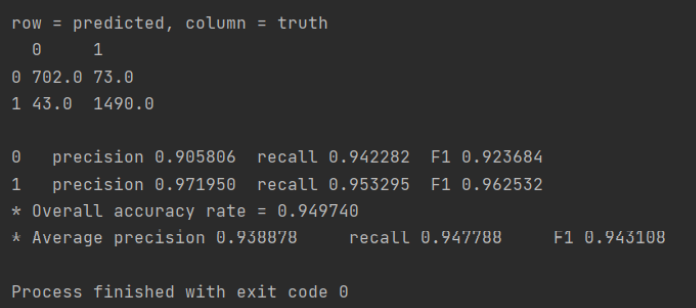 row = predicted, column = truth
0 1
0 702.0 73.0
1 43.0 1490.0
0 precision 0.905806 recall 0.942282 F1 0.923684
1 precision 0.971950 recall 0.953295 F1 0.962532
* Overall accuracy rate = 0.949740
* Average precision 0.938878 recall 0.947788 F1 0.943108
Process finished with exit code 0